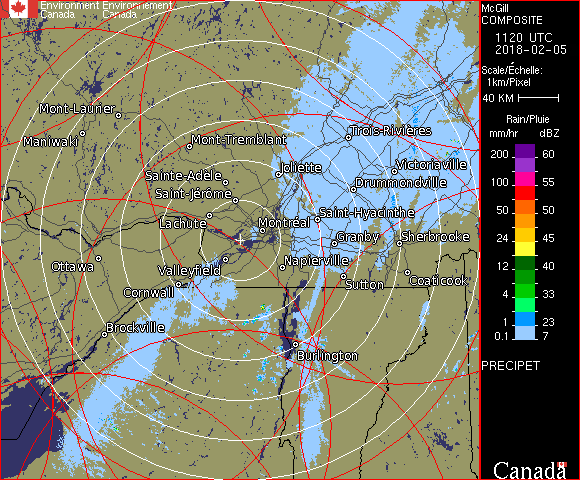 Environment Environnement
Canada Canada
McGill
COMPOSITE
1120 UTC
2018-02-05
Scale/Échelle:
1km/Pixel
40 KM
Rain/Pluie
mm/hr dBZ
200 60
100 55
50 50
24 45
12 40
4 33
1 23
0.1 7
PRECIPET
Canada
Mont-Laurier
Maniwaki
Mont-Tremblant
Trois-Rivières
Sainte-Adèle
Joliette
Victoriaville
Saint-Jérôme
Drummondville
Lachute
Montréal
Saint-Hyacinthe
Granby
Sherbrooke
Ottawa
Valleyfield
Napierville
Cornwall
Sutton
Coaticook
Brockville
Burlington